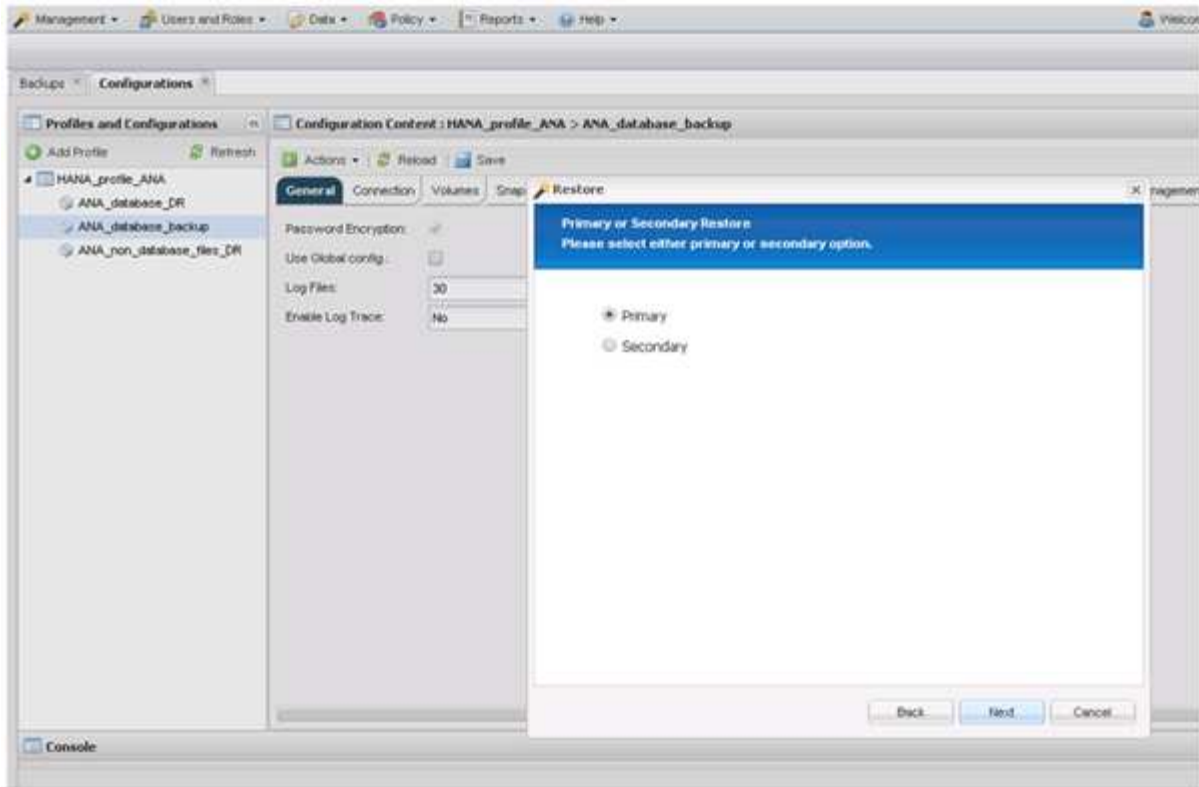 Management Users and Roles Data Policy Reports Help
Backups Configurations
Profiles and Configurations
Add Profile Refresh
HANA_profile_ANA
ANA_database_DR
ANA_database_backup
ANA_non_database_files_DR
Configuration Content : HANA_profile_ANA > ANA_database_backup
Actions Reload Save
General Connection Volumes
Password Encryption:
Use Global config.:
Log Files: 30
Enable Log Trace: No
Restore
Primary or Secondary Restore
Please select either primary or secondary option.
Primary
Secondary
Back Next Cancel
Console